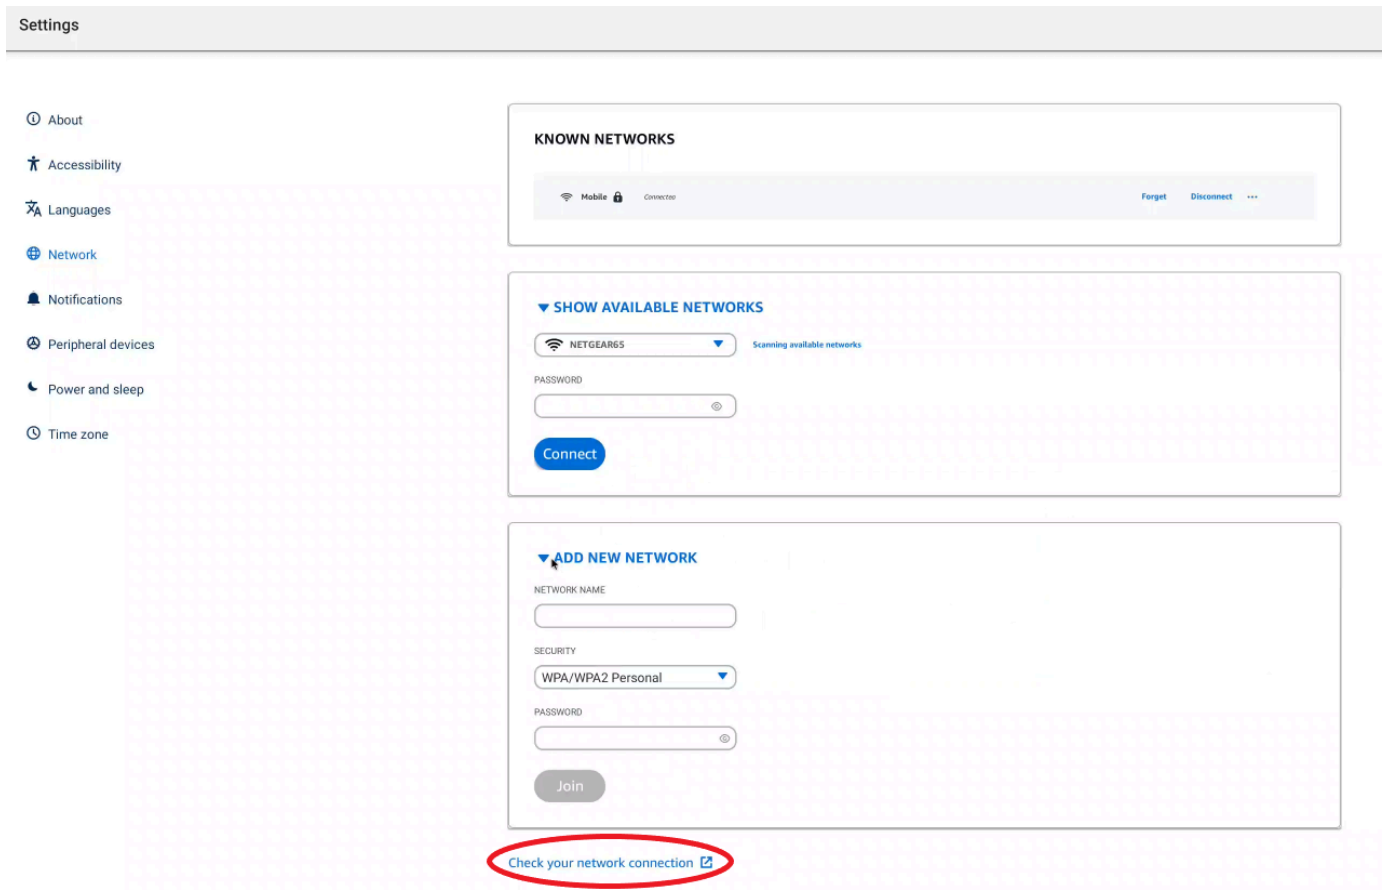 Settings
About
Accessibility
Languages
Network
Notifications
Peripheral devices
Power and sleep
Time zone
KNOWN NETWORKS
Mobile Connected Forget Disconnect ...
SHOW AVAILABLE NETWORKS
NETGEAR65 Scanning available networks
PASSWORD
Connect
ADD NEW NETWORK
NETWORK NAME
SECURITY
WPA/WPA2 Personal
PASSWORD
Join
Check your network connection